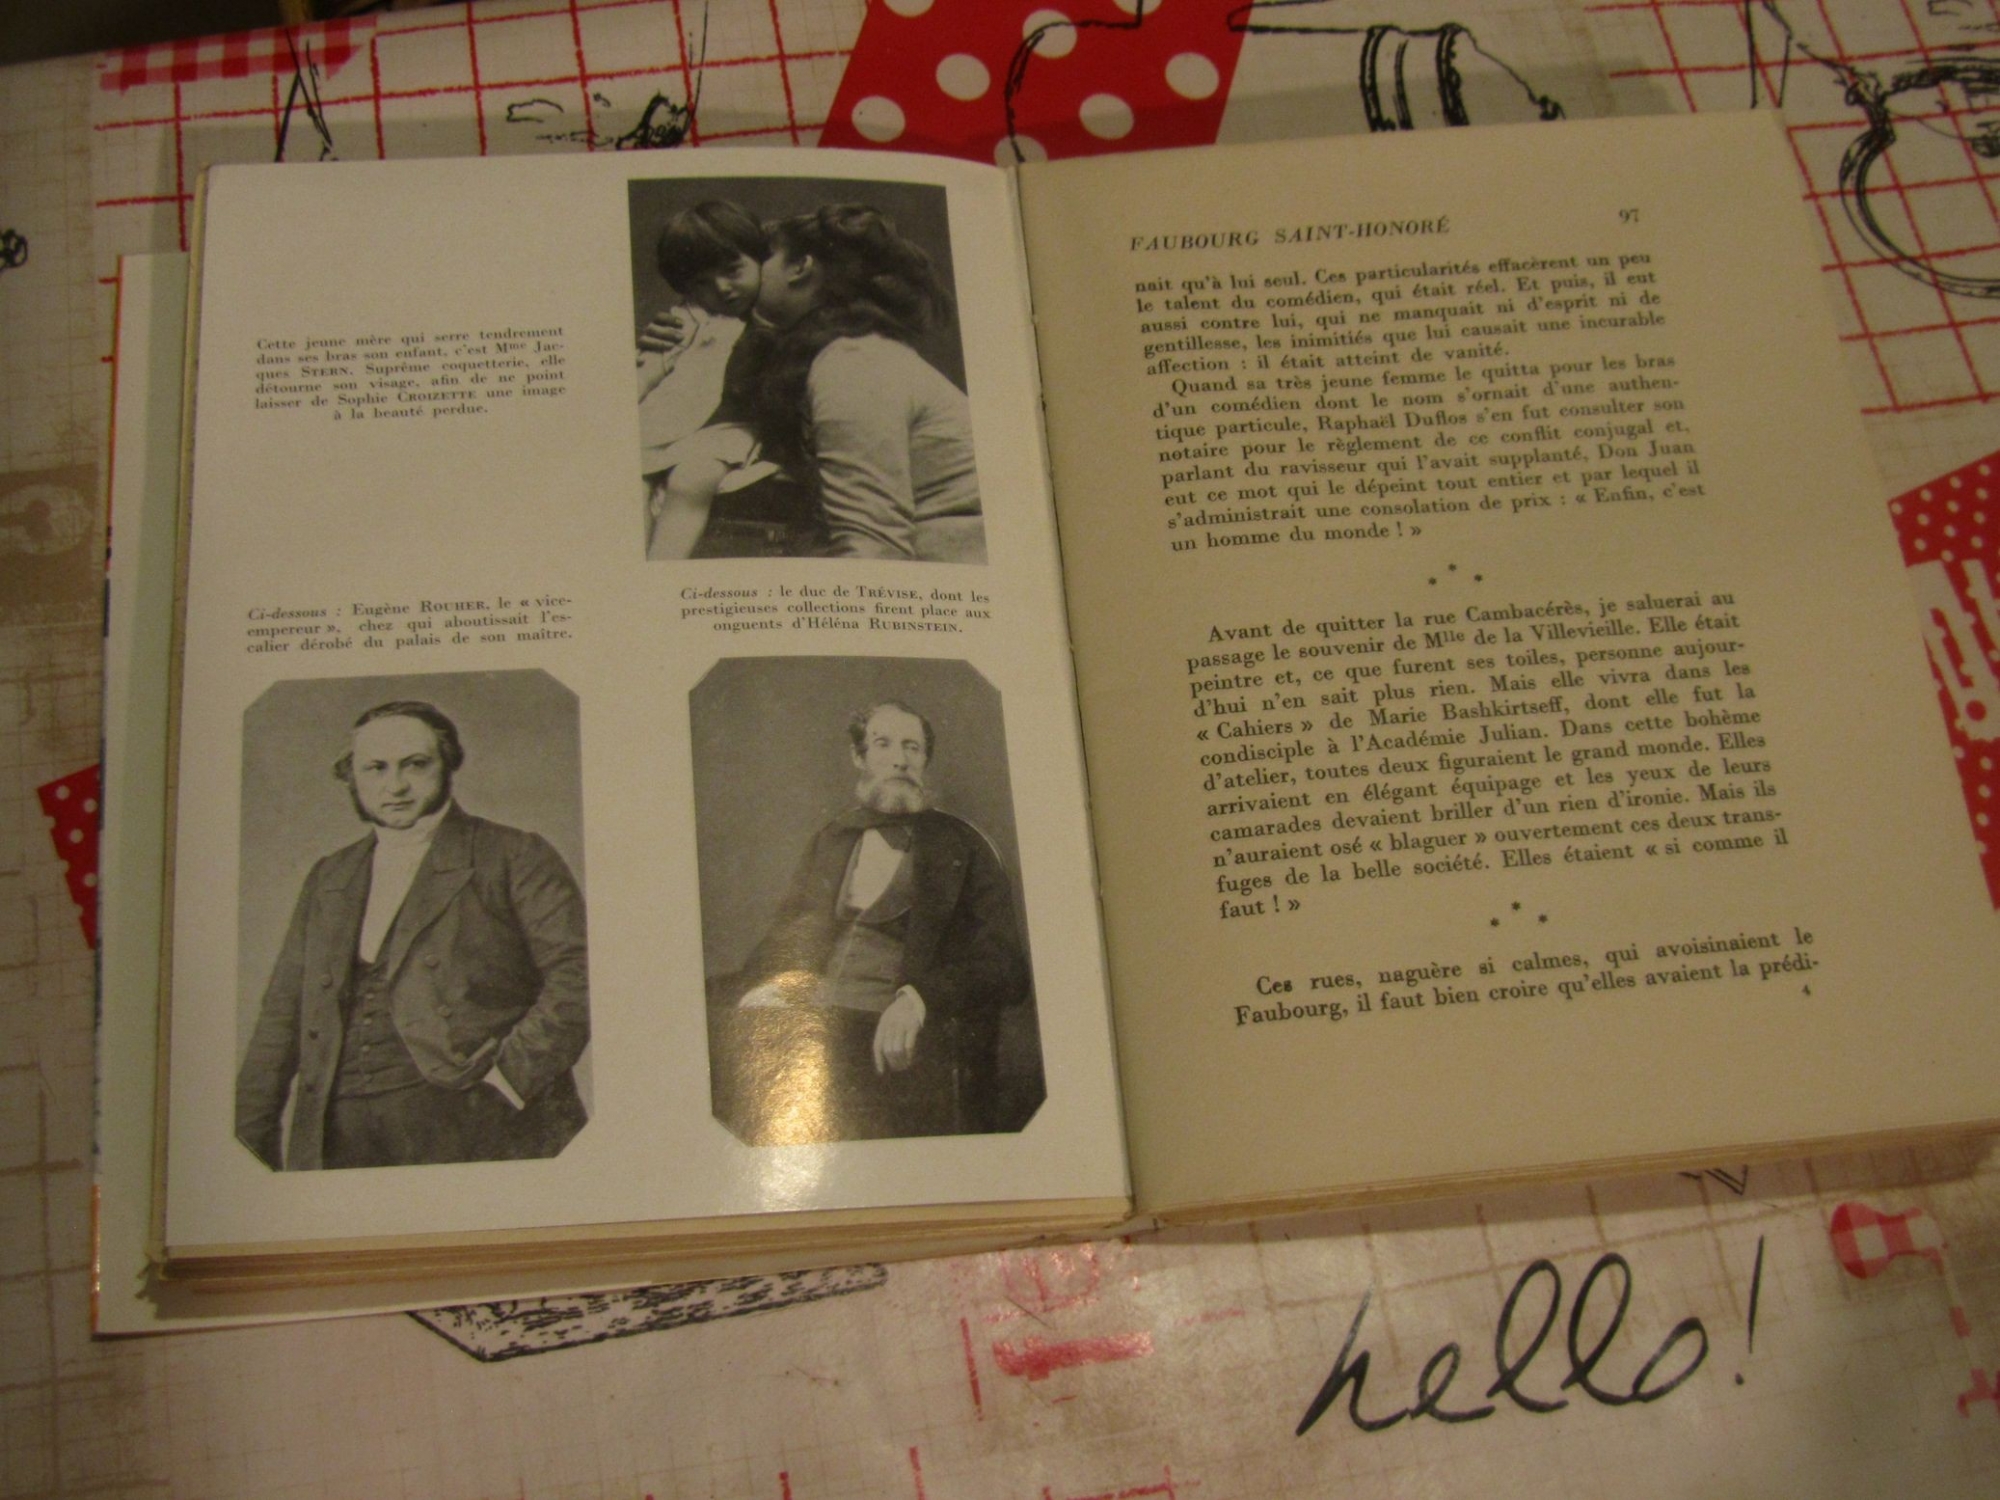 Cette jeune mère qui serre tendrement
dans ses bras son enfant, c'est Mme Jac-
ques STERN. Suprême coquetterie, elle
détourne son visage, afin de ne point
laisser de Sophie CROIZETTE une image
à la beauté perdue.
Ci-dessous : Eugène ROUHER, le « vice-
empereur », chez qui aboutissait l'es-
calier dérobé du palais de son maître.
Ci-dessous : le duc de TRÉVISE, dont les
prestigieuses collections firent place aux
onguents d'Héléna RUBINSTEIN.
FAUBOURG SAINT-HONORÉ 97
nait qu'à lui seul. Ces particularités effacèrent un peu
le talent du comédien, qui était réel. Et puis, il eut
aussi contre lui, qui ne manquait ni d'esprit ni de
gentillesse, les inimitiés que lui causait une incurable
affection : il était atteint de vanité.
Quand sa très jeune femme le quitta pour les bras
d'un comédien dont le nom s'ornait d'une authen-
tique particule, Raphaël Duflos s'en fut consulter son
notaire pour le règlement de ce conflit conjugal et,
parlant du ravisseur qui l'avait supplanté, Don Juan
eut ce mot qui le dépeint tout entier et par lequel il
s'administrait une consolation de prix : « Enfin, c'est
un homme du monde ! »
* * *
Avant de quitter la rue Cambacérès, je saluerai au
passage le souvenir de Mlle de la Villevieille. Elle était
peintre et, ce que furent ses toiles, personne aujour-
d'hui n'en sait plus rien. Mais elle vivra dans les
« Cahiers » de Marie Bashkirtseff, dont elle fut la
condisciple à l'Académie Julian. Dans cette bohème
d'atelier, toutes deux figuraient le grand monde. Elles
arrivaient en élégant équipage et les yeux de leurs
camarades devaient briller d'un rien d'ironie. Mais ils
n'auraient osé « blaguer » ouvertement ces deux trans-
fuges de la belle société. Elles étaient « si comme il
faut ! »
* * *
Ces rues, naguère si calmes, qui avoisinaient le
Faubourg, il faut bien croire qu'elles avaient la prédi-
4
hello!